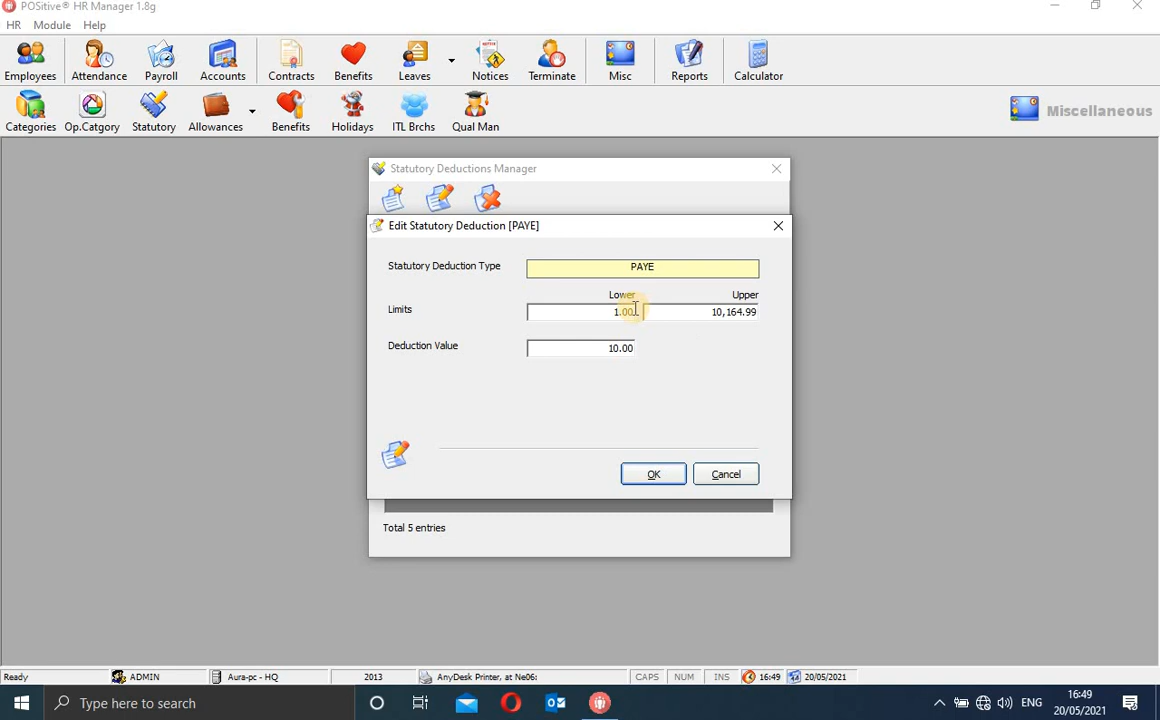 POSitive® HR Manager 1.8g
HR Module Help
Employees Attendance Payroll Accounts Contracts Benefits Leaves Notices Terminate Misc Reports Calculator
Categories Op.Catgory Statutory Allowances Benefits Holidays ITL Brchs Qual Man Miscellaneous
Statutory Deductions Manager
Edit Statutory Deduction [PAYE]
Statutory Deduction Type PAYE
Lower Upper
Limits 1.00 10,164.99
Deduction Value 10.00
OK Cancel
Total 5 entries
Ready ADMIN Aura-pc - HQ 2013 AnyDesk Printer, at Ne06: CAPS NUM INS 16:49 20/05/2021
Type here to search ENG 16:49
20/05/2021